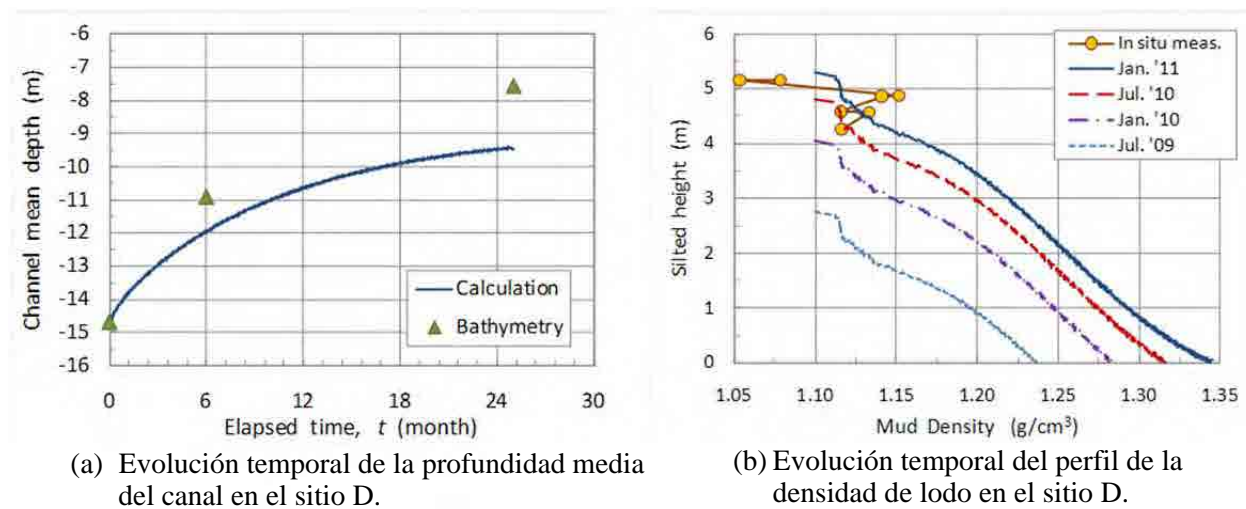 (a)
-7
-8
-9
-10
-11
-12
-13
-14
-15
-16
Channel mean depth (m)
Calculation
Bathymetry
0 6 12 18 24 30
Elapsed time, t (month)
(a) Evolución temporal de la profundidad media
del canal en el sitio D.
(b)
6
5
4
3
2
1
0
Silted height (m)
In situ meas.
Jan. '11
Jul. '10
Jan. '10
Jul. '09
1.05 1.10 1.15 1.20 1.25 1.30 1.35
Mud Density (g/cm³)
(b) Evolución temporal del perfil de la
densidad de lodo en el sitio D.